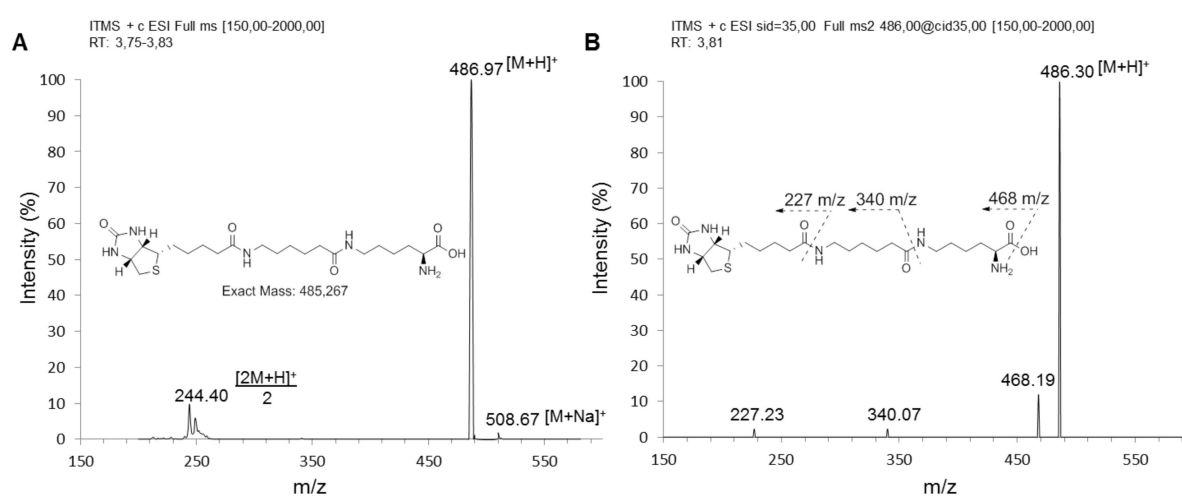 ITMS + c ESI Full ms [150,00-2000,00]
RT: 3,75-3,83
A
100
90
80
70
60
50
40
30
20
10
0
Intensity (%)
486.97 [M+H]+
O
HN
NH
H
H
S
O
N
H
O
H
N
O
OH
NH2
Exact Mass: 485,267
244.40
[2M+H]+
2
508.67 [M+Na]+
150 250 350 450 550
m/z
ITMS + c ESI sid=35,00 Full ms2 486,00@cid35,00 [150,00-2000,00]
RT: 3,81
B
100
90
80
70
60
50
40
30
20
10
0
Intensity (%)
486.30 [M+H]+
227 m/z 340 m/z 468 m/z
O
HN
NH
H
H
S
O
N
H
O
H
N
O
OH
NH2
468.19
227.23
340.07
150 250 350 450 550
m/z